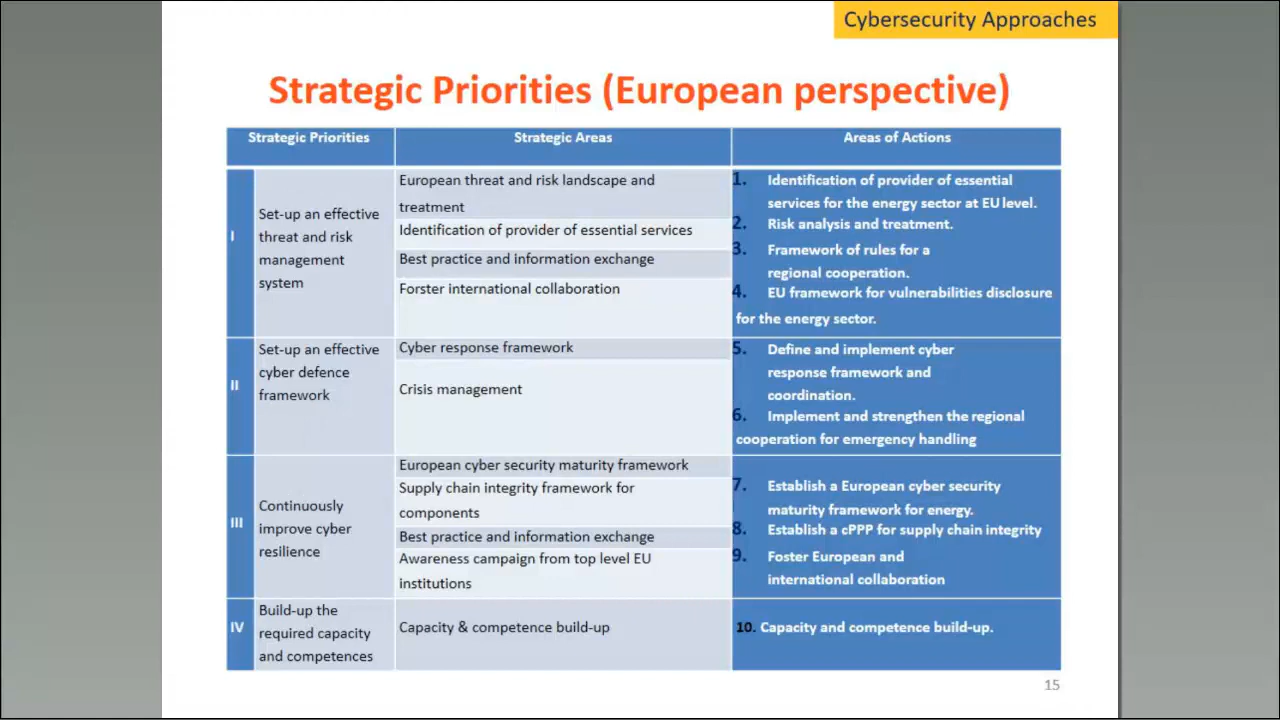 Cybersecurity Approaches
Strategic Priorities (European perspective)
Strategic Priorities
Strategic Areas
Areas of Actions
I
Set-up an effective
threat and risk
management
system
European threat and risk landscape and
treatment
Identification of provider of essential services
Best practice and information exchange
Forster international collaboration
1. Identification of provider of essential
services for the energy sector at EU level.
2. Risk analysis and treatment.
3. Framework of rules for a
regional cooperation.
4. EU framework for vulnerabilities disclosure
for the energy sector.
II
Set-up an effective
cyber defence
framework
Cyber response framework
Crisis management
5. Define and implement cyber
response framework and
coordination.
6. Implement and strengthen the regional
cooperation for emergency handling
III
Continuously
improve cyber
resilience
European cyber security maturity framework
Supply chain integrity framework for
components
Best practice and information exchange
Awareness campaign from top level EU
institutions
7. Establish a European cyber security
maturity framework for energy.
8. Establish a cPPP for supply chain integrity
9. Foster European and
international collaboration
IV
Build-up the
required capacity
and competences
Capacity & competence build-up
10. Capacity and competence build-up.
15